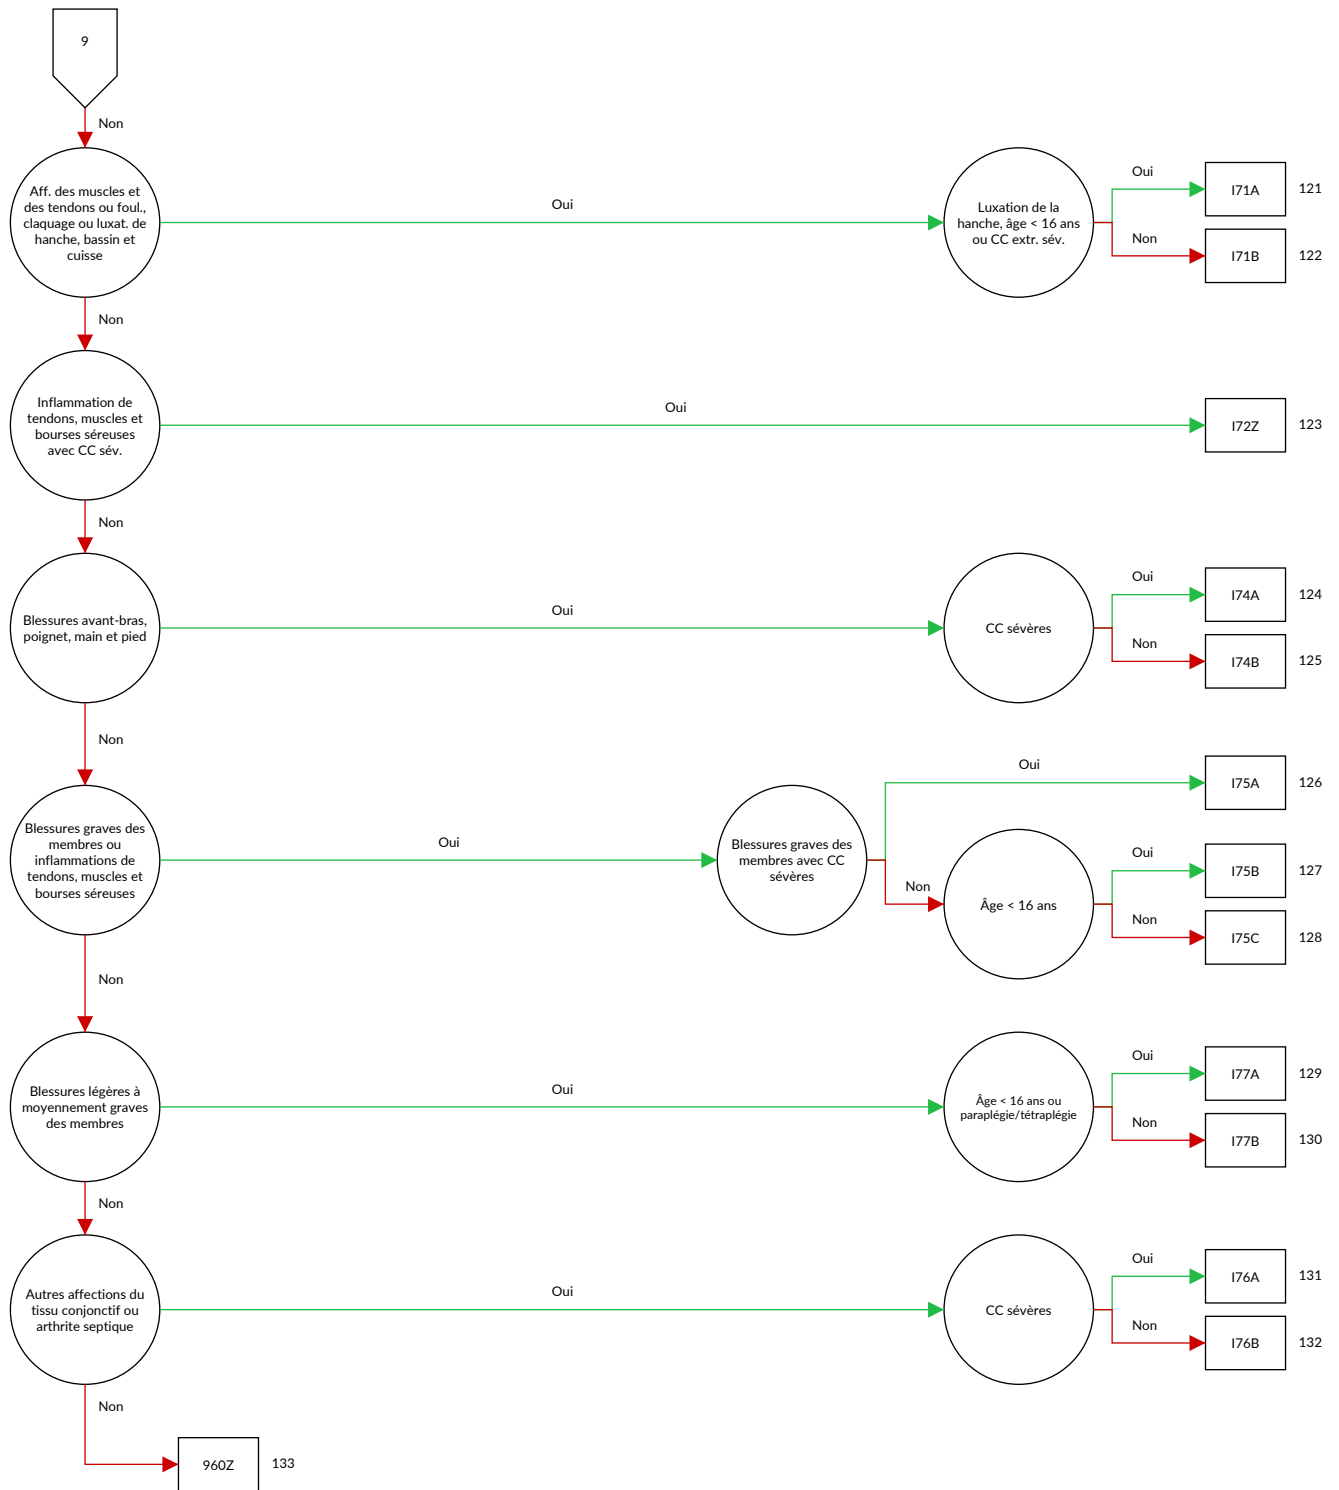 9
Non
Aff. des muscles et
des tendons ou foul.,
claquage ou luxat. de
hanche, bassin et
cuisse
Oui
Luxation de la
hanche, âge < 16 ans
ou CC extr. sév.
Oui
I71A
121
Non
I71B
122
Non
Inflammation de
tendons, muscles et
bourses séreuses
avec CC sév.
Oui
I72Z
123
Non
Blessures avant-bras,
poignet, main et pied
Oui
CC sévères
Oui
I74A
124
Non
I74B
125
Non
Blessures graves des
membres ou
inflammations de
tendons, muscles et
bourses séreuses
Oui
Blessures graves des
membres avec CC
sévères
Oui
I75A
126
Non
Âge < 16 ans
Oui
I75B
127
Non
I75C
128
Non
Blessures légères à
moyennement graves
des membres
Oui
Âge < 16 ans ou
paraplégie/tétraplégie
Oui
I77A
129
Non
I77B
130
Non
Autres affections du
tissu conjonctif ou
arthrite septique
Oui
CC sévères
Oui
I76A
131
Non
I76B
132
Non
960Z
133